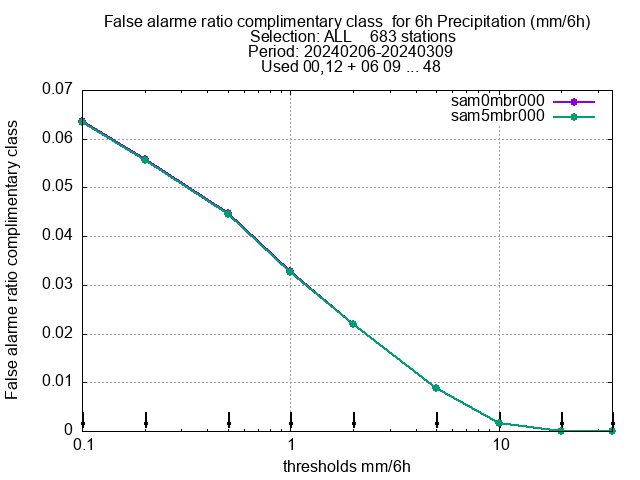 False alarme ratio complimentary class  for 6h Precipitation (mm/6h)
Selection: ALL    683 stations
Period: 20240206-20240309
Used 00,12 + 06 09 ... 48
sam0mbr000
sam5mbr000
False alarme ratio complimentary class
0.07
0.06
0.05
0.04
0.03
0.02
0.01
0
0.1
1
10
thresholds mm/6h